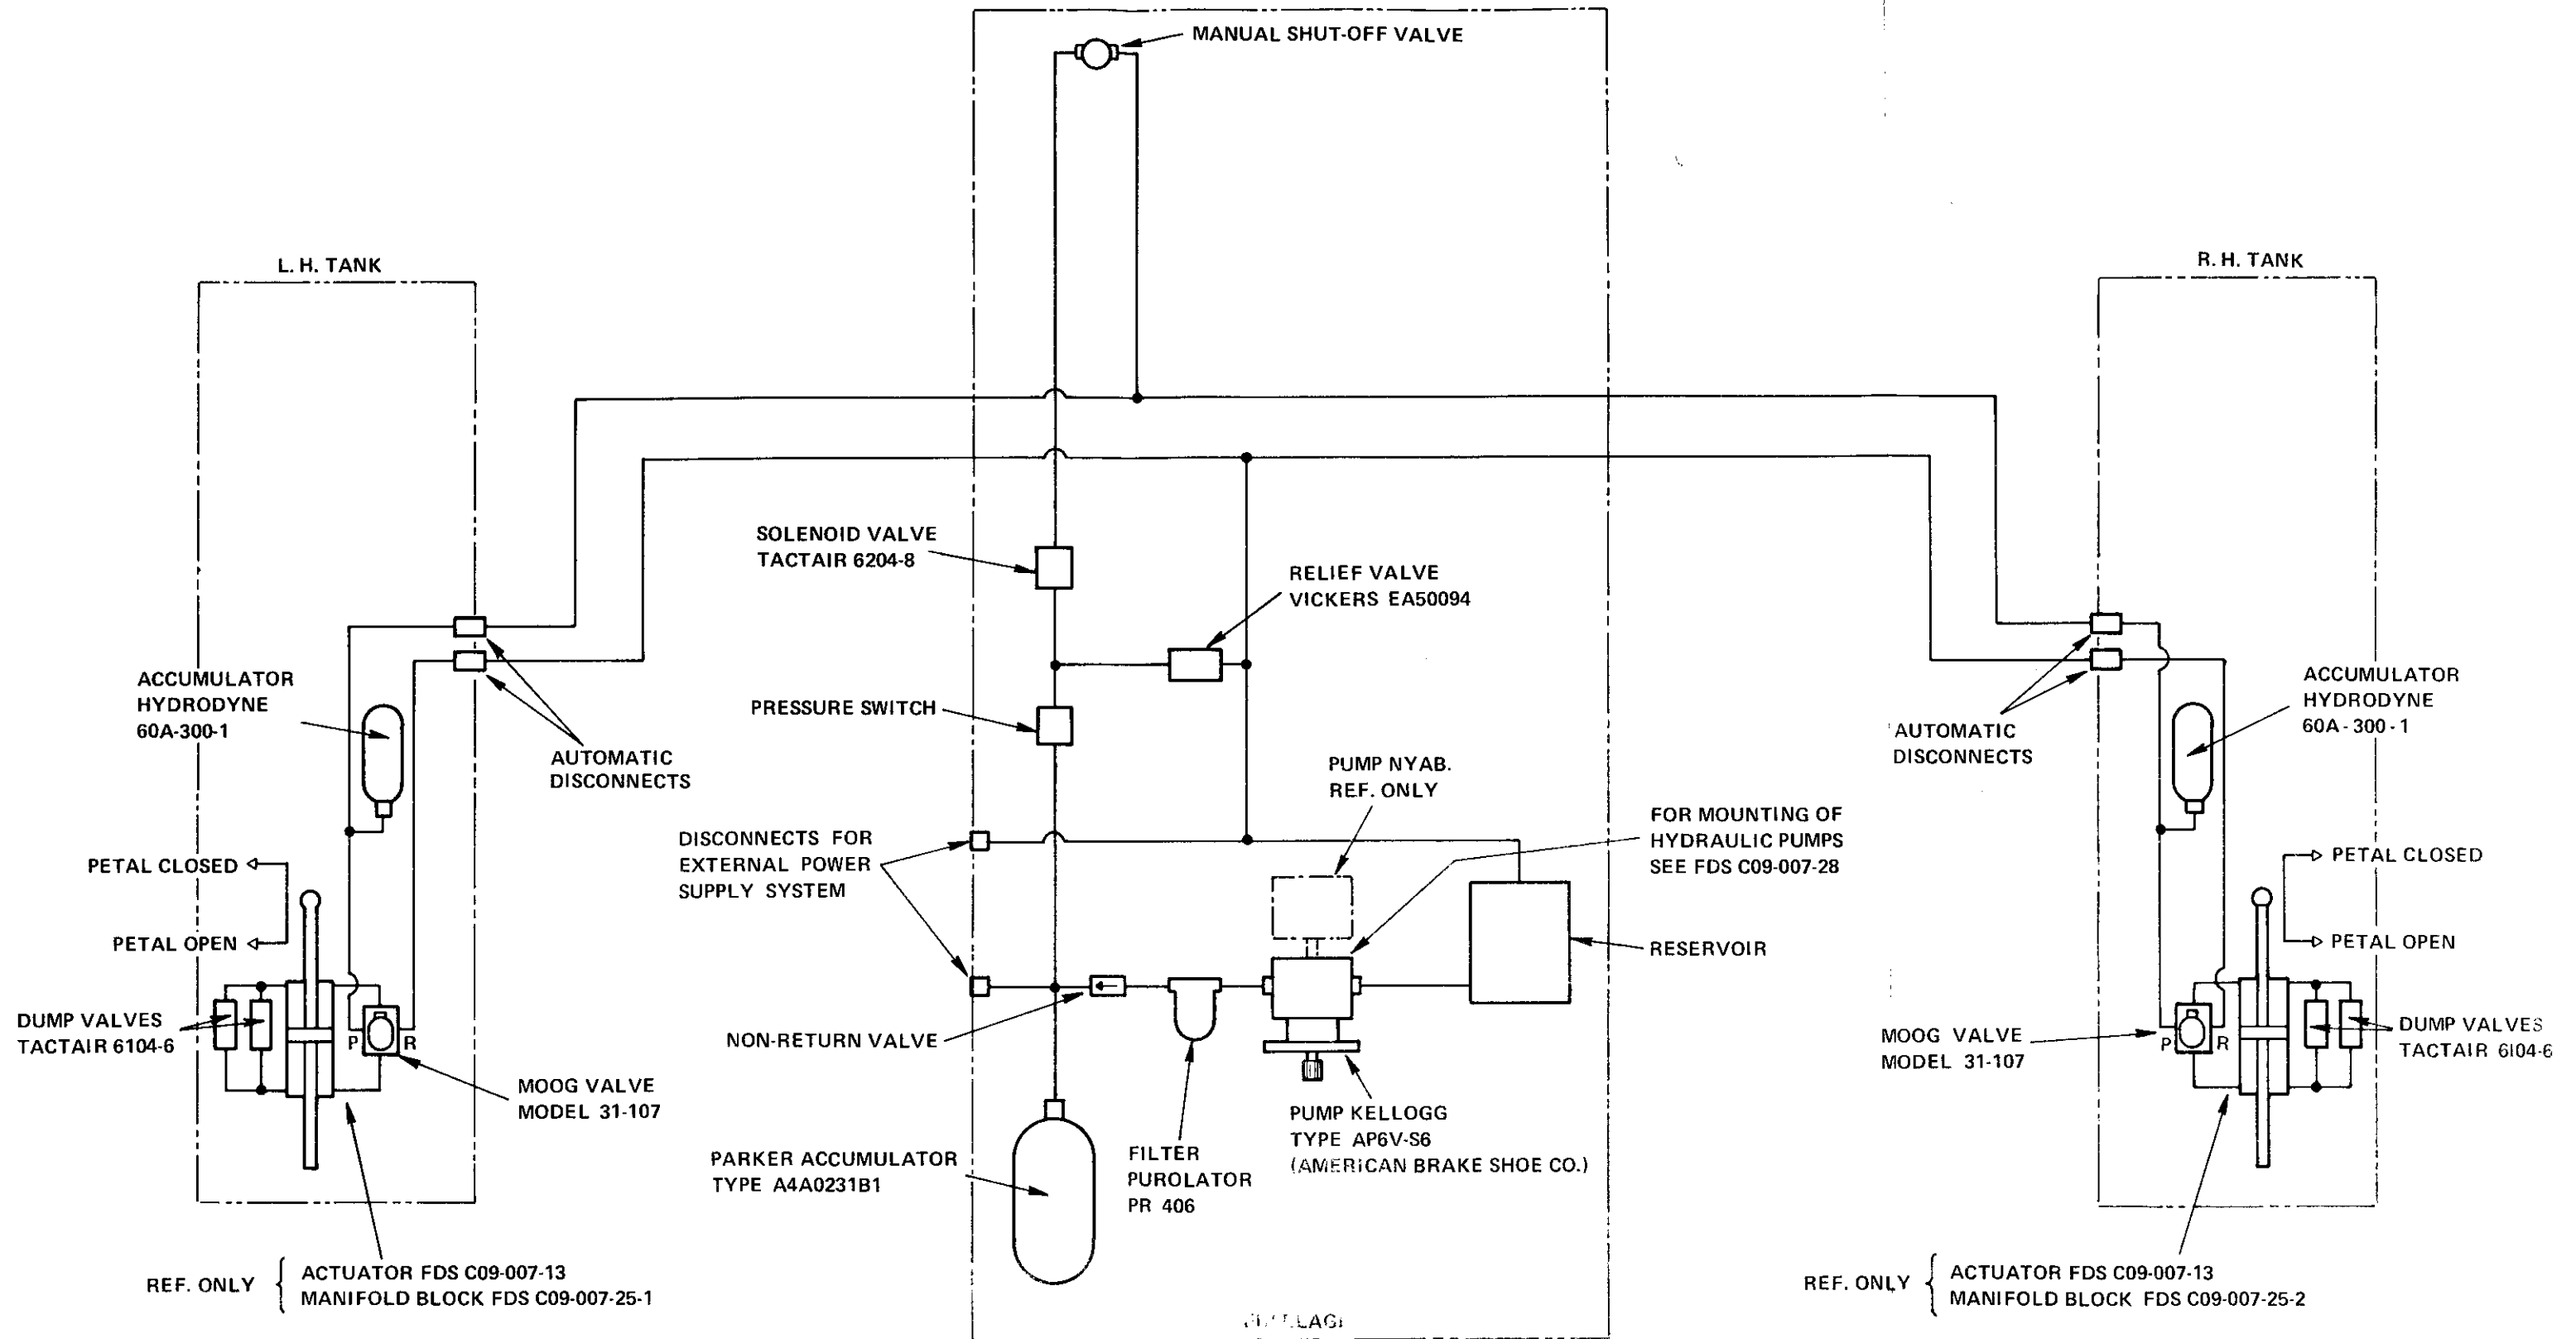 MANUAL SHUT-OFF VALVE
L. H. TANK
R. H. TANK
SOLENOID VALVE
TACTAIR 6204-8
RELIEF VALVE
VICKERS EA50094
ACCUMULATOR
HYDRODYNE
60A-300-1
PRESSURE SWITCH
AUTOMATIC
DISCONNECTS
AUTOMATIC
DISCONNECTS
ACCUMULATOR
HYDRODYNE
60A-300-1
PUMP NYAB.
REF. ONLY
FOR MOUNTING OF
HYDRAULIC PUMPS
SEE FDS C09-007-28
DISCONNECTS FOR
EXTERNAL POWER
SUPPLY SYSTEM
PETAL CLOSED
PETAL OPEN
PETAL CLOSED
PETAL OPEN
RESERVOIR
DUMP VALVES
TACTAIR 6104-6
P
R
NON-RETURN VALVE
MOOG VALVE
MODEL 31-107
P
R
DUMP VALVES
TACTAIR 6104-6
MOOG VALVE
MODEL 31-107
PUMP KELLOGG
TYPE AP6V-S6
(AMERICAN BRAKE SHOE CO.)
PARKER ACCUMULATOR
TYPE A4A0231B1
FILTER
PUROLATOR
PR 406
REF. ONLY
ACTUATOR FDS C09-007-13
MANIFOLD BLOCK FDS C09-007-25-1
REF. ONLY
ACTUATOR FDS C09-007-13
MANIFOLD BLOCK FDS C09-007-25-2